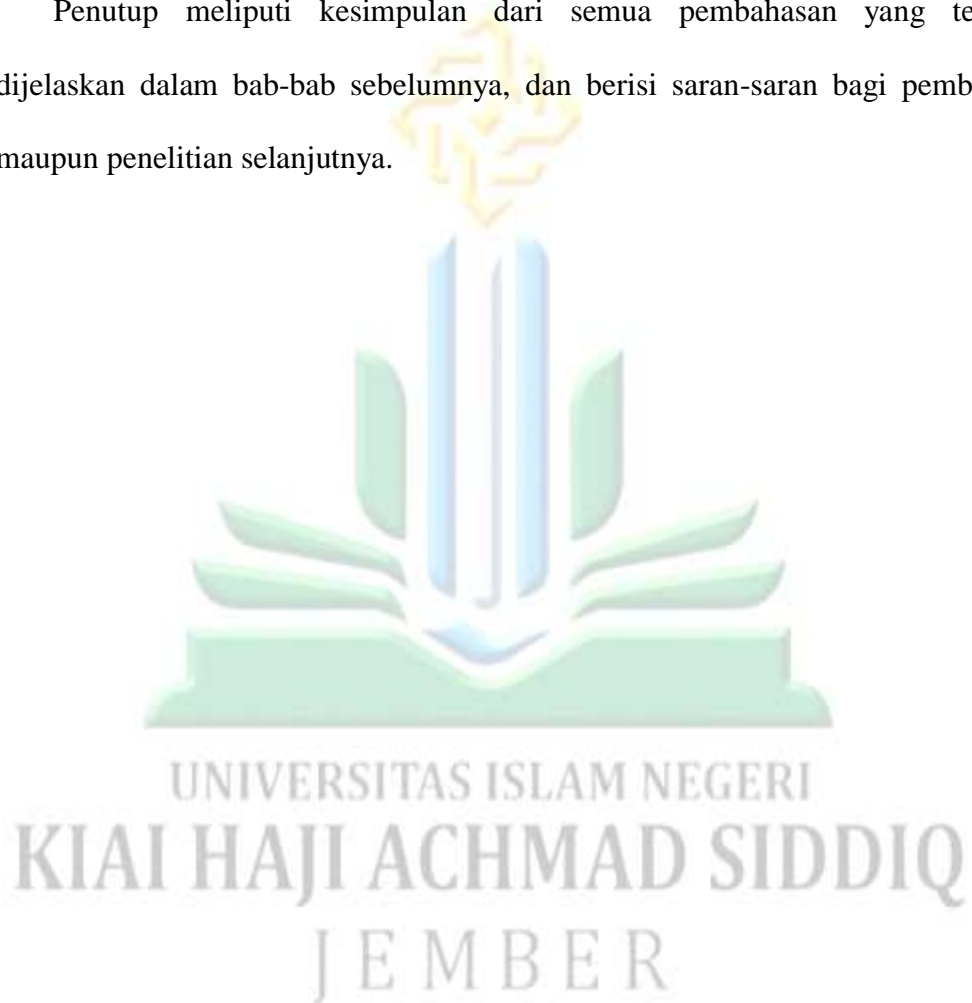 Penutup meliputi kesimpulan dari semua pembahasan yang te
dijelaskan dalam bab-bab sebelumnya, dan berisi saran-saran bagi pemb
maupun penelitian selanjutnya.
UNIVERSITAS ISLAM NEGERI
KIAI HAJI ACHMAD SIDDIQ
JEMBER